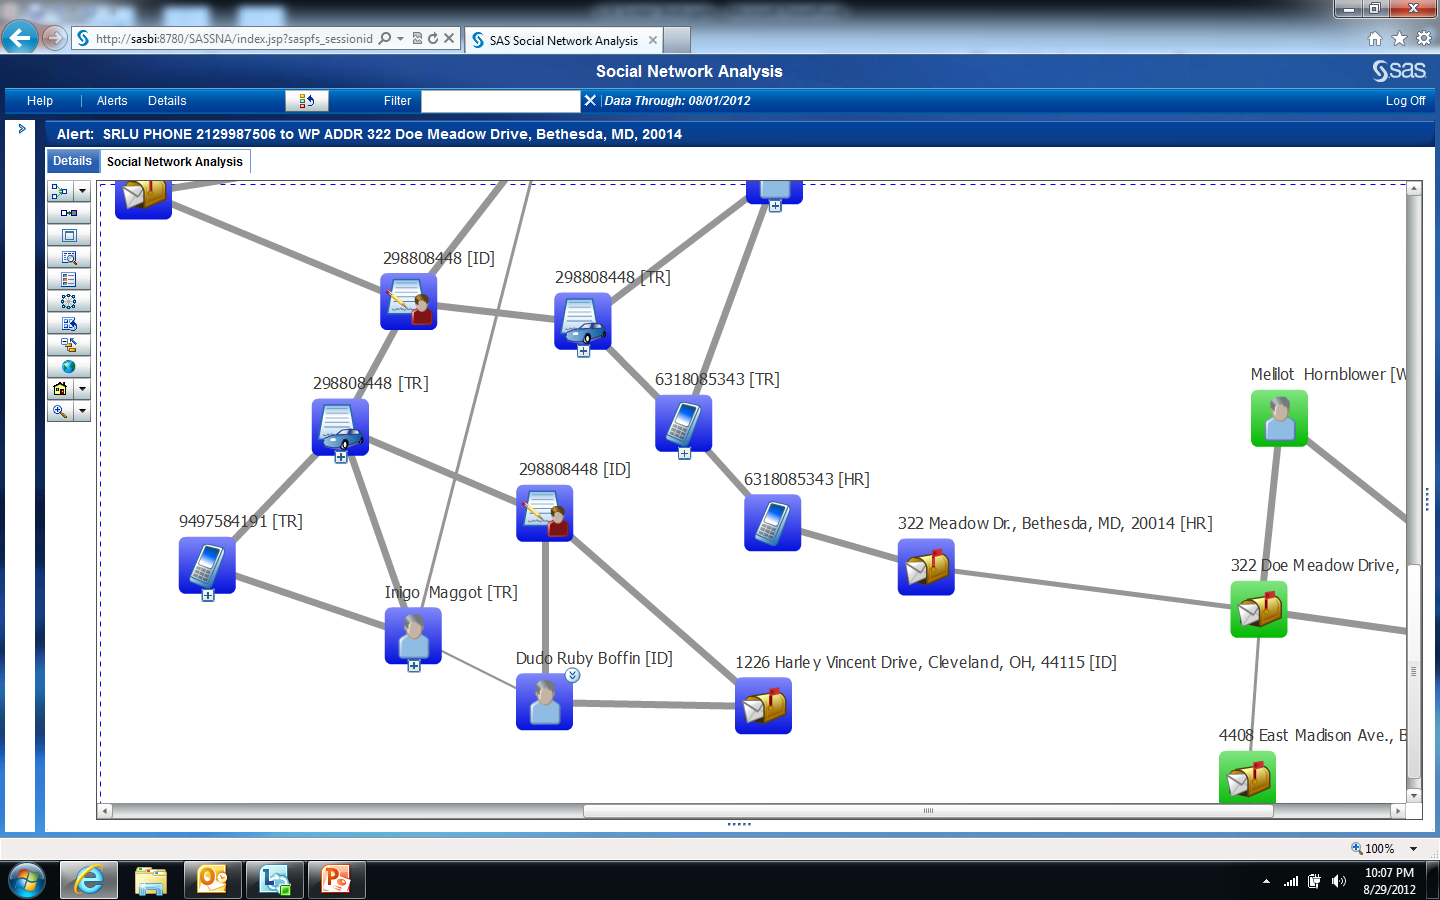 http://sasbi:8780/SASSNA/index.jsp?saspfs_sessionid
SAS Social Network Analysis
Social Network Analysis
sas
Help
Alerts
Details
Filter
Data Through: 08/01/2012
Log Off
Alert: SRLU PHONE 2129987506 to WP ADDR 322 Doe Meadow Drive, Bethesda, MD, 20014
Details
Social Network Analysis
298808448 [ID]
298808448 [TR]
298808448 [TR]
6318085343 [TR]
Melilot Hornblower [W
298808448 [ID]
6318085343 [HR]
9497584191 [TR]
322 Meadow Dr., Bethesda, MD, 20014 [HR]
322 Doe Meadow Drive,
Inigo Maggot [TR]
Dudo Ruby Boffin [ID]
1226 Harley Vincent Drive, Cleveland, OH, 44115 [ID]
4408 East Madison Ave., B
100%
10:07 PM
8/29/2012